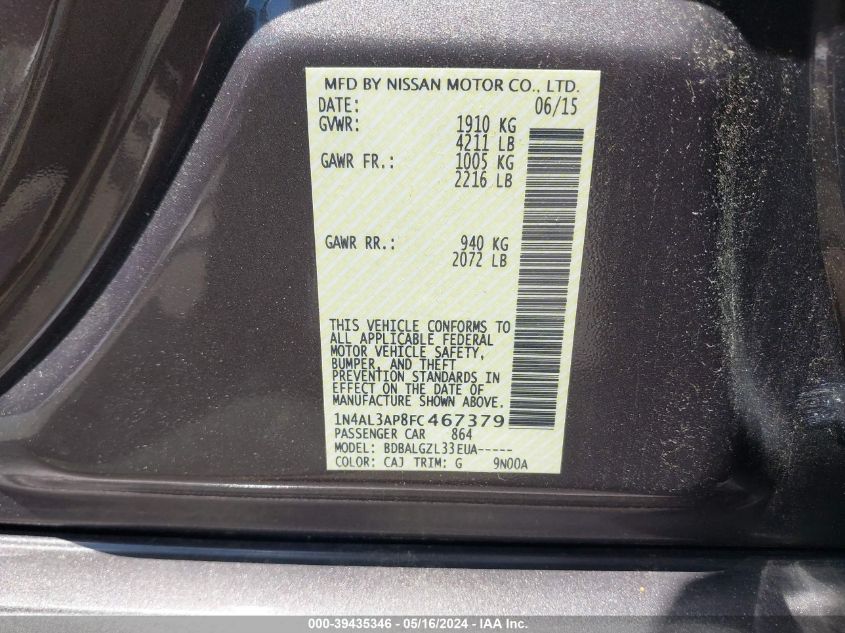 MFD BY NISSAN MOTOR CO., LTD.
DATE: 06/15
GVWR: 1910 KG
4211 LB
GAWR FR.: 1005 KG
2216 LB
GAWR RR.: 940 KG
2072 LB
THIS VEHICLE CONFORMS TO
ALL APPLICABLE FEDERAL
MOTOR VEHICLE SAFETY,
BUMPER, AND THEFT
PREVENTION STANDARDS IN
EFFECT ON THE DATE OF
MANUFACTURE SHOWN ABOVE.
1N4AL3AP8FC467379
PASSENGER CAR 864
MODEL: BDBALGZL33EUA-----
COLOR: CAJ TRIM: G 9N00A
000-39435346 - 05/16/2024 - IAA Inc.